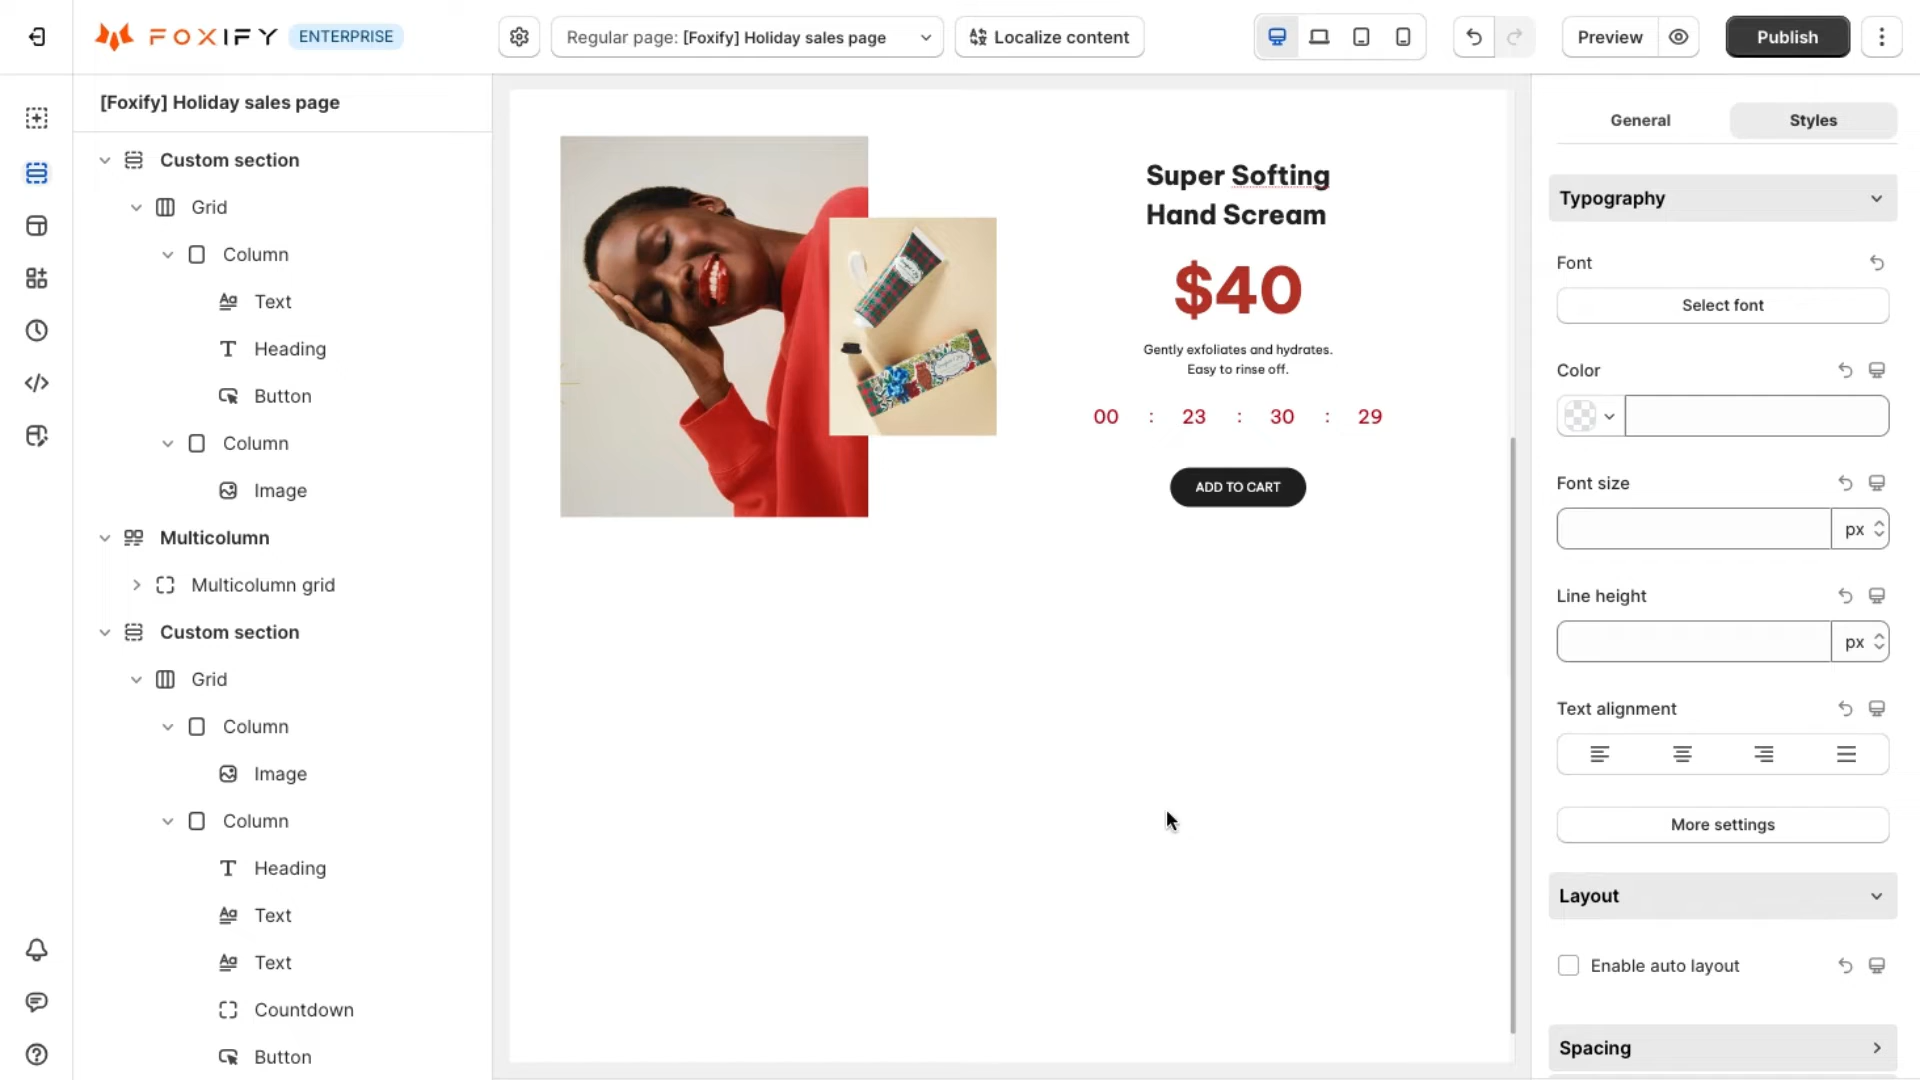 FOXIFY ENTERPRISE
Regular page: [Foxify] Holiday sales page
Localize content
Preview
Publish
[Foxify] Holiday sales page
Custom section
Grid
Column
Text
Heading
Button
Column
Image
Multicolumn
Multicolumn grid
Custom section
Grid
Column
Image
Column
Heading
Text
Text
Countdown
Button
Super Softing
Hand Scream
$40
Gently exfoliates and hydrates.
Easy to rinse off.
00 : 23 : 30 : 29
ADD TO CART
General Styles
Typography
Font
Select font
Color
Font size
px
Line height
px
Text alignment
More settings
Layout
Enable auto layout
Spacing